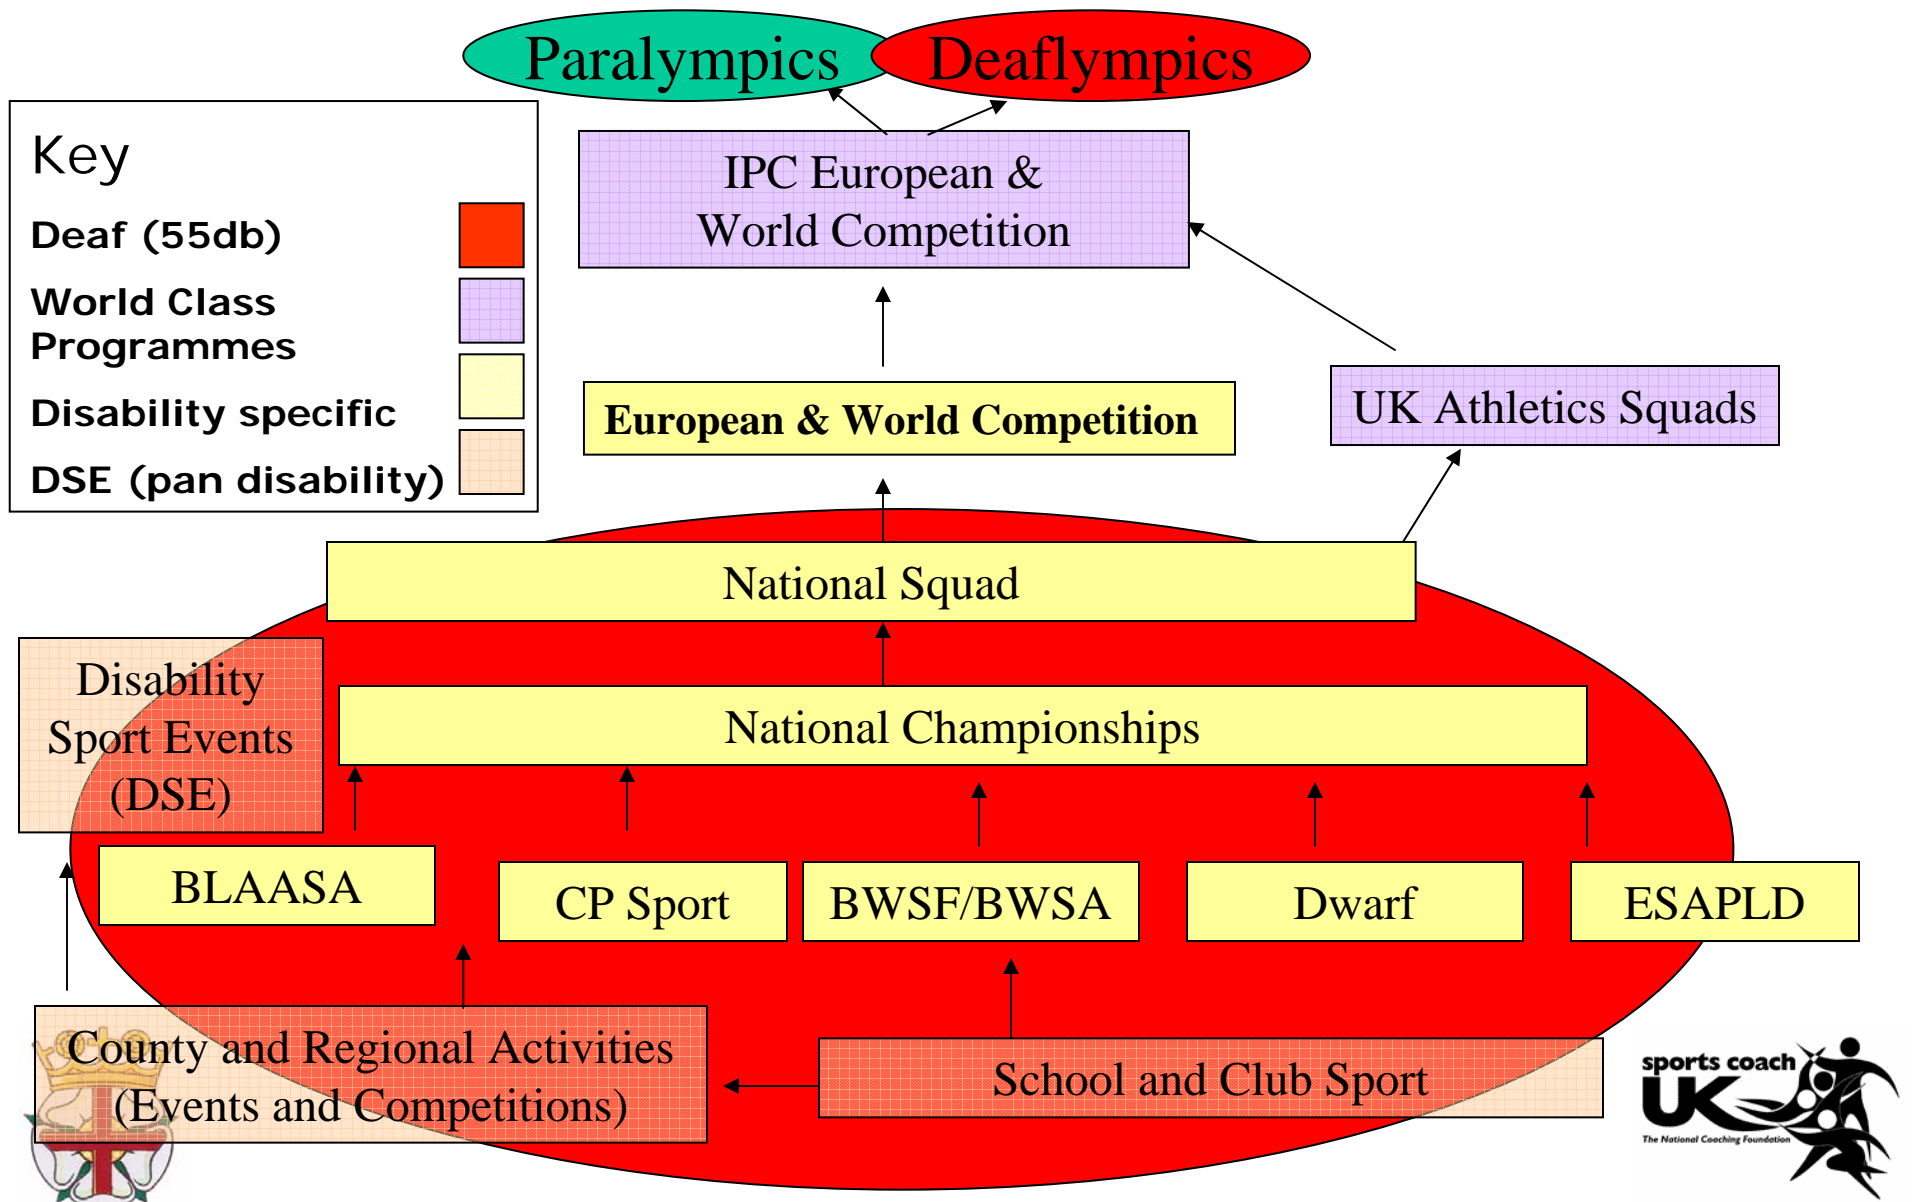 Paralympics
Deaflympics
Key
Deaf (55db)
World Class
Programmes
Disability specific
DSE (pan disability)
IPC European &
World Competition
European & World Competition
UK Athletics Squads
National Squad
Disability
Sport Events
(DSE)
National Championships
BLAASA
CP Sport
BWSF/BWSA
Dwarf
ESAPLD
County and Regional Activities
(Events and Competitions)
School and Club Sport
sports coach
UK
The National Coaching Foundation